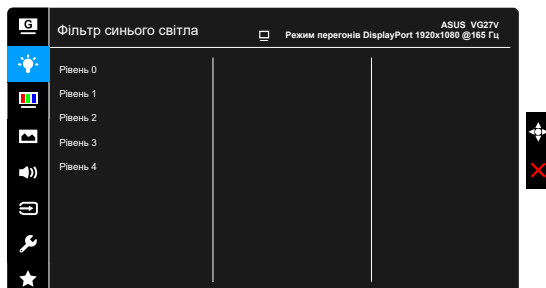 G
Фільтр синього світла
ASUS VG27V
Режим перегонів DisplayPort 1920x1080 @165 Гц
Рівень 0
Рівень 1
Рівень 2
Рівень 3
Рівень 4